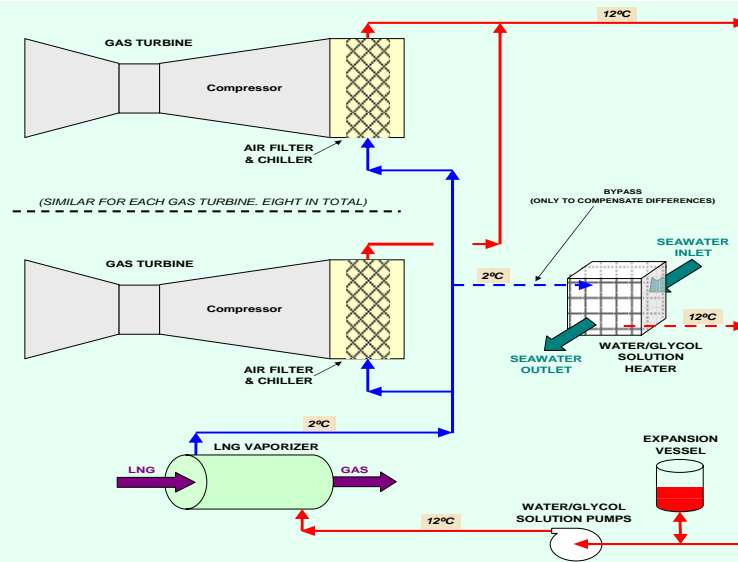 12ºC
GAS TURBINE
Compressor
AIR FILTER
& CHILLER
BYPASS
(ONLY TO COMPENSATE DIFFERENCES)
(SIMILAR FOR EACH GAS TURBINE. EIGHT IN TOTAL)
SEAWATER
INLET
GAS TURBINE
2ºC
Compressor
12ºC
WATER/GLYCOL
SOLUTION
HEATER
SEAWATER
OUTLET
AIR FILTER
& CHILLER
2ºC
LNG VAPORIZER
EXPANSION
VESSEL
LNG
GAS
WATER/GLYCOL
SOLUTION PUMPS
12ºC